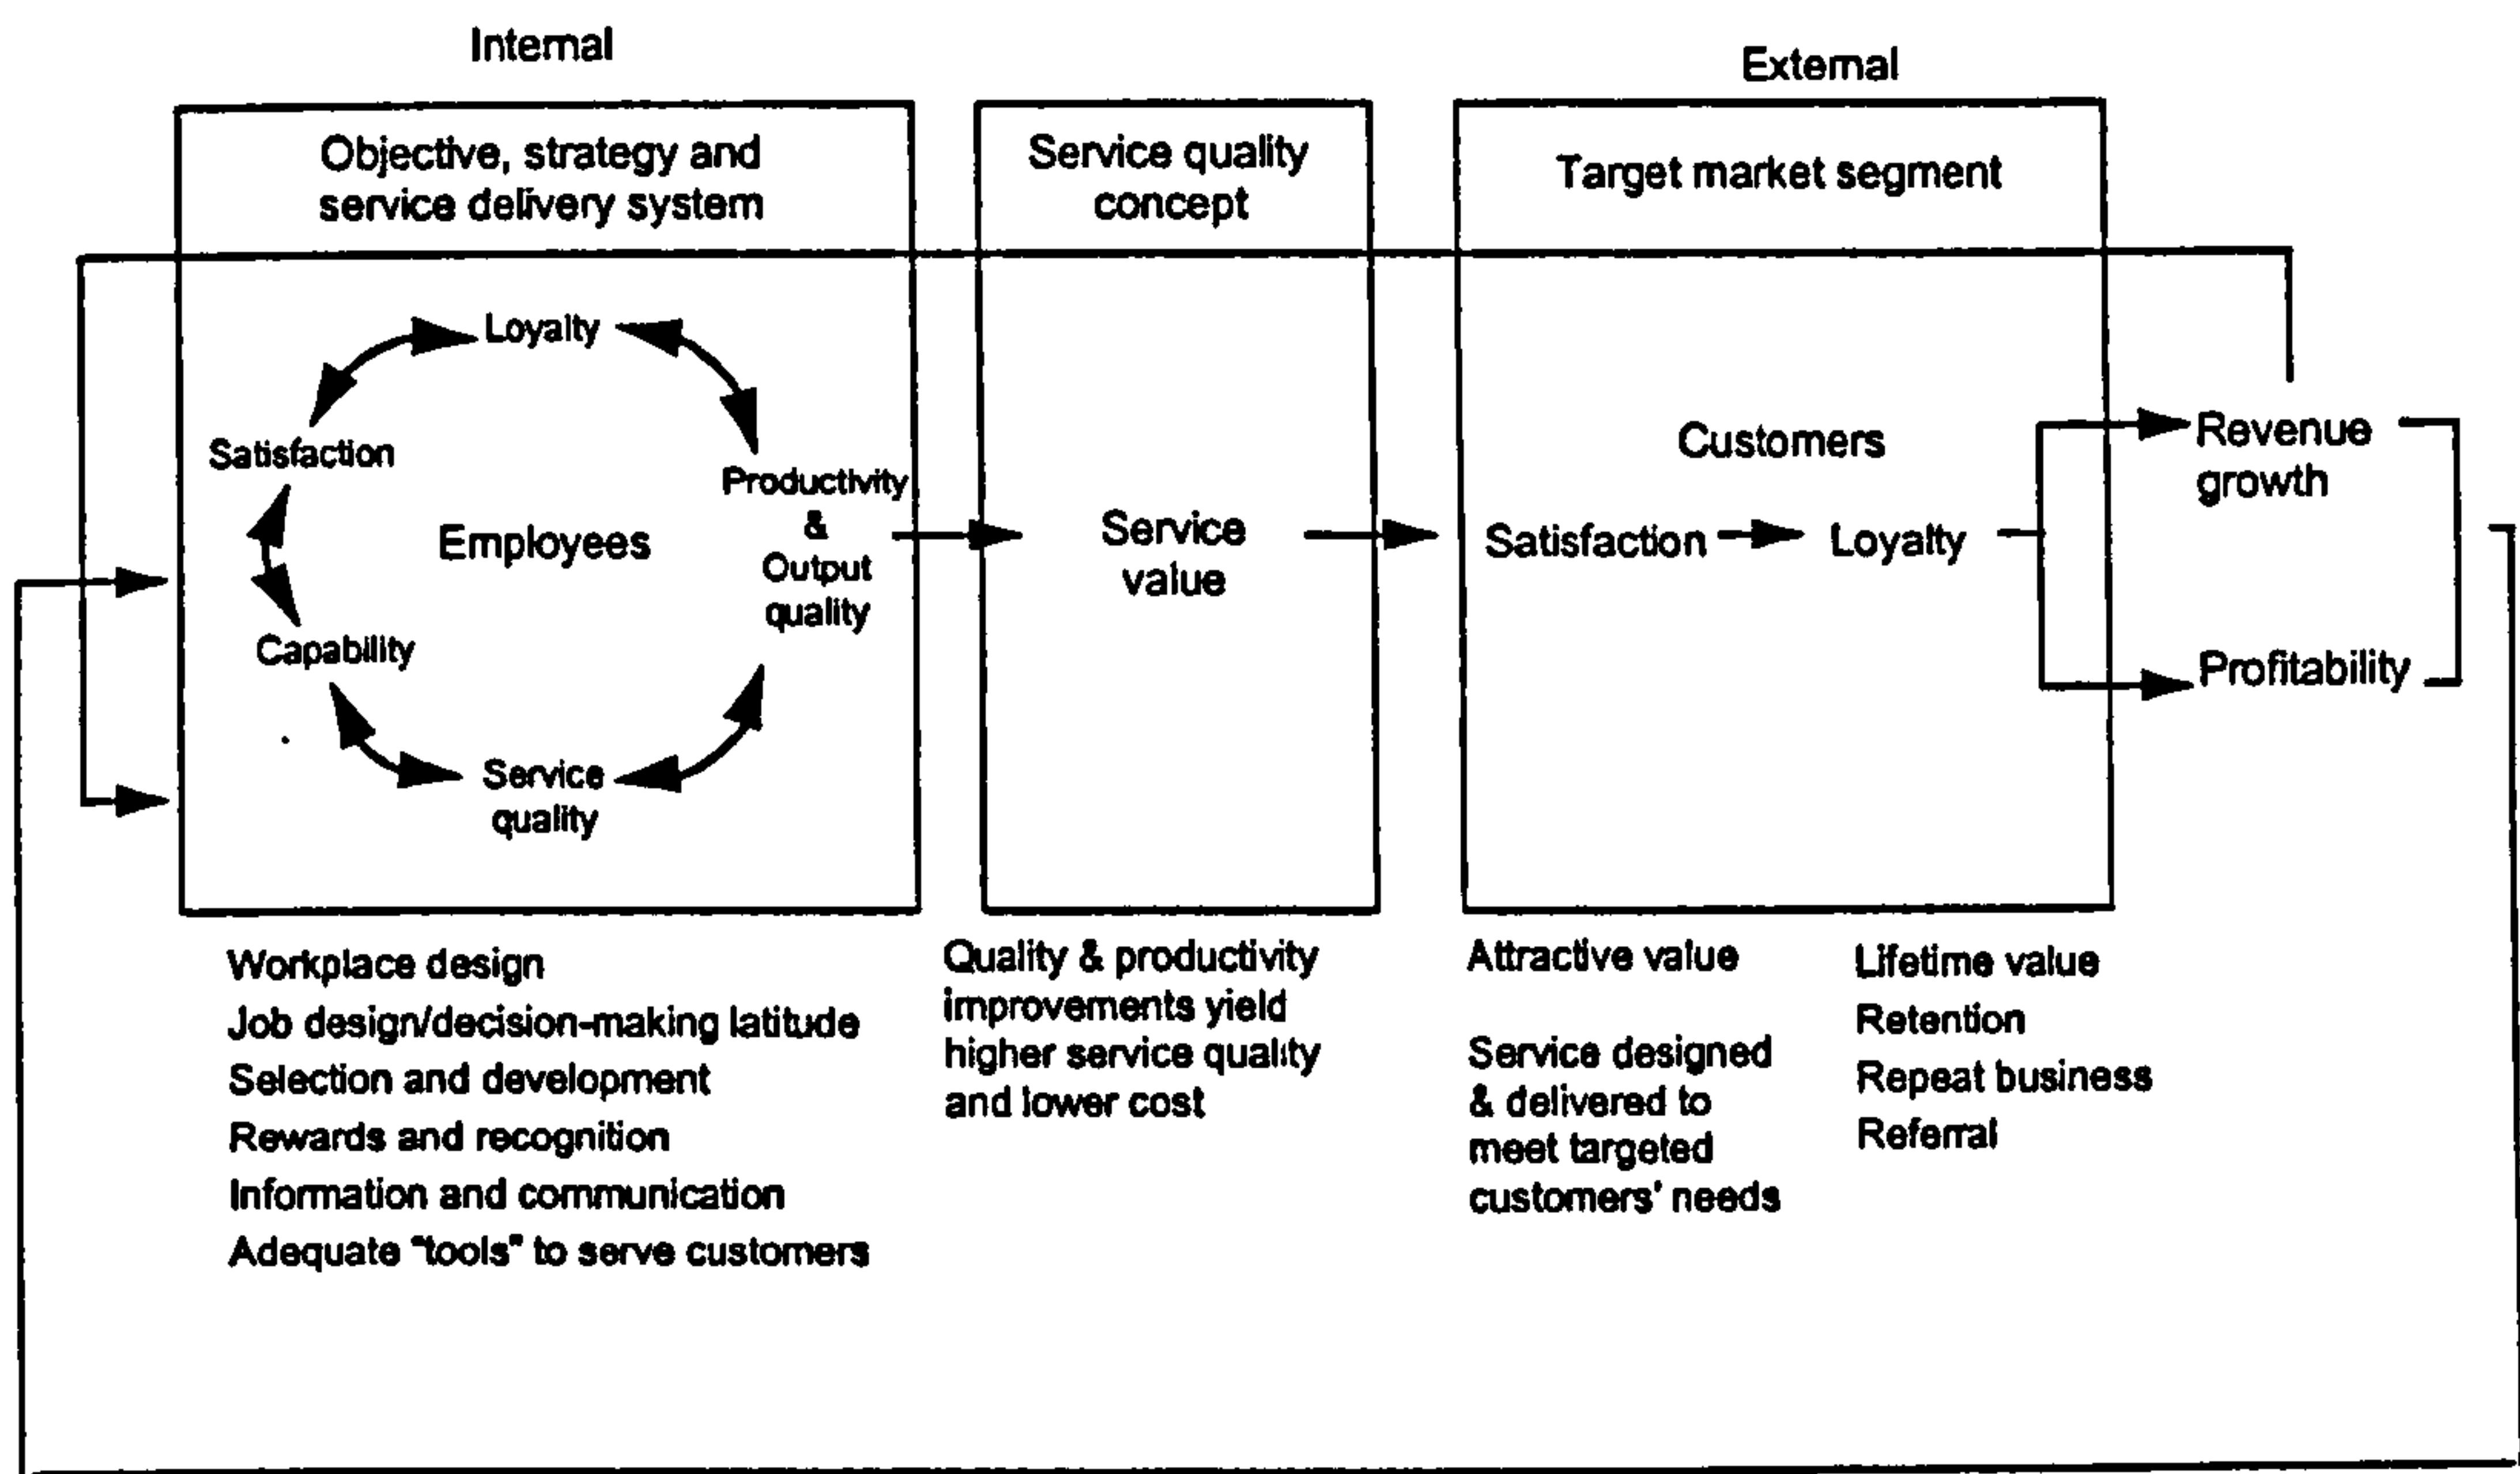 Internal
External
Objective, strategy and
service delivery system
Service quality
concept
Target market segment
Loyalty
Satisfaction
Productivity
&
Output
quality
Employees
Capability
Service
quality
Service
value
Customers
Satisfaction
Loyalty
Revenue
growth
Profitability
Workplace design
Job design/decision-making latitude
Selection and development
Rewards and recognition
Information and communication
Adequate "tools" to serve customers
Quality & productivity
improvements yield
higher service quality
and lower cost
Attractive value
Service designed
& delivered to
meet targeted
customers' needs
Lifetime value
Retention
Repeat business
Referral